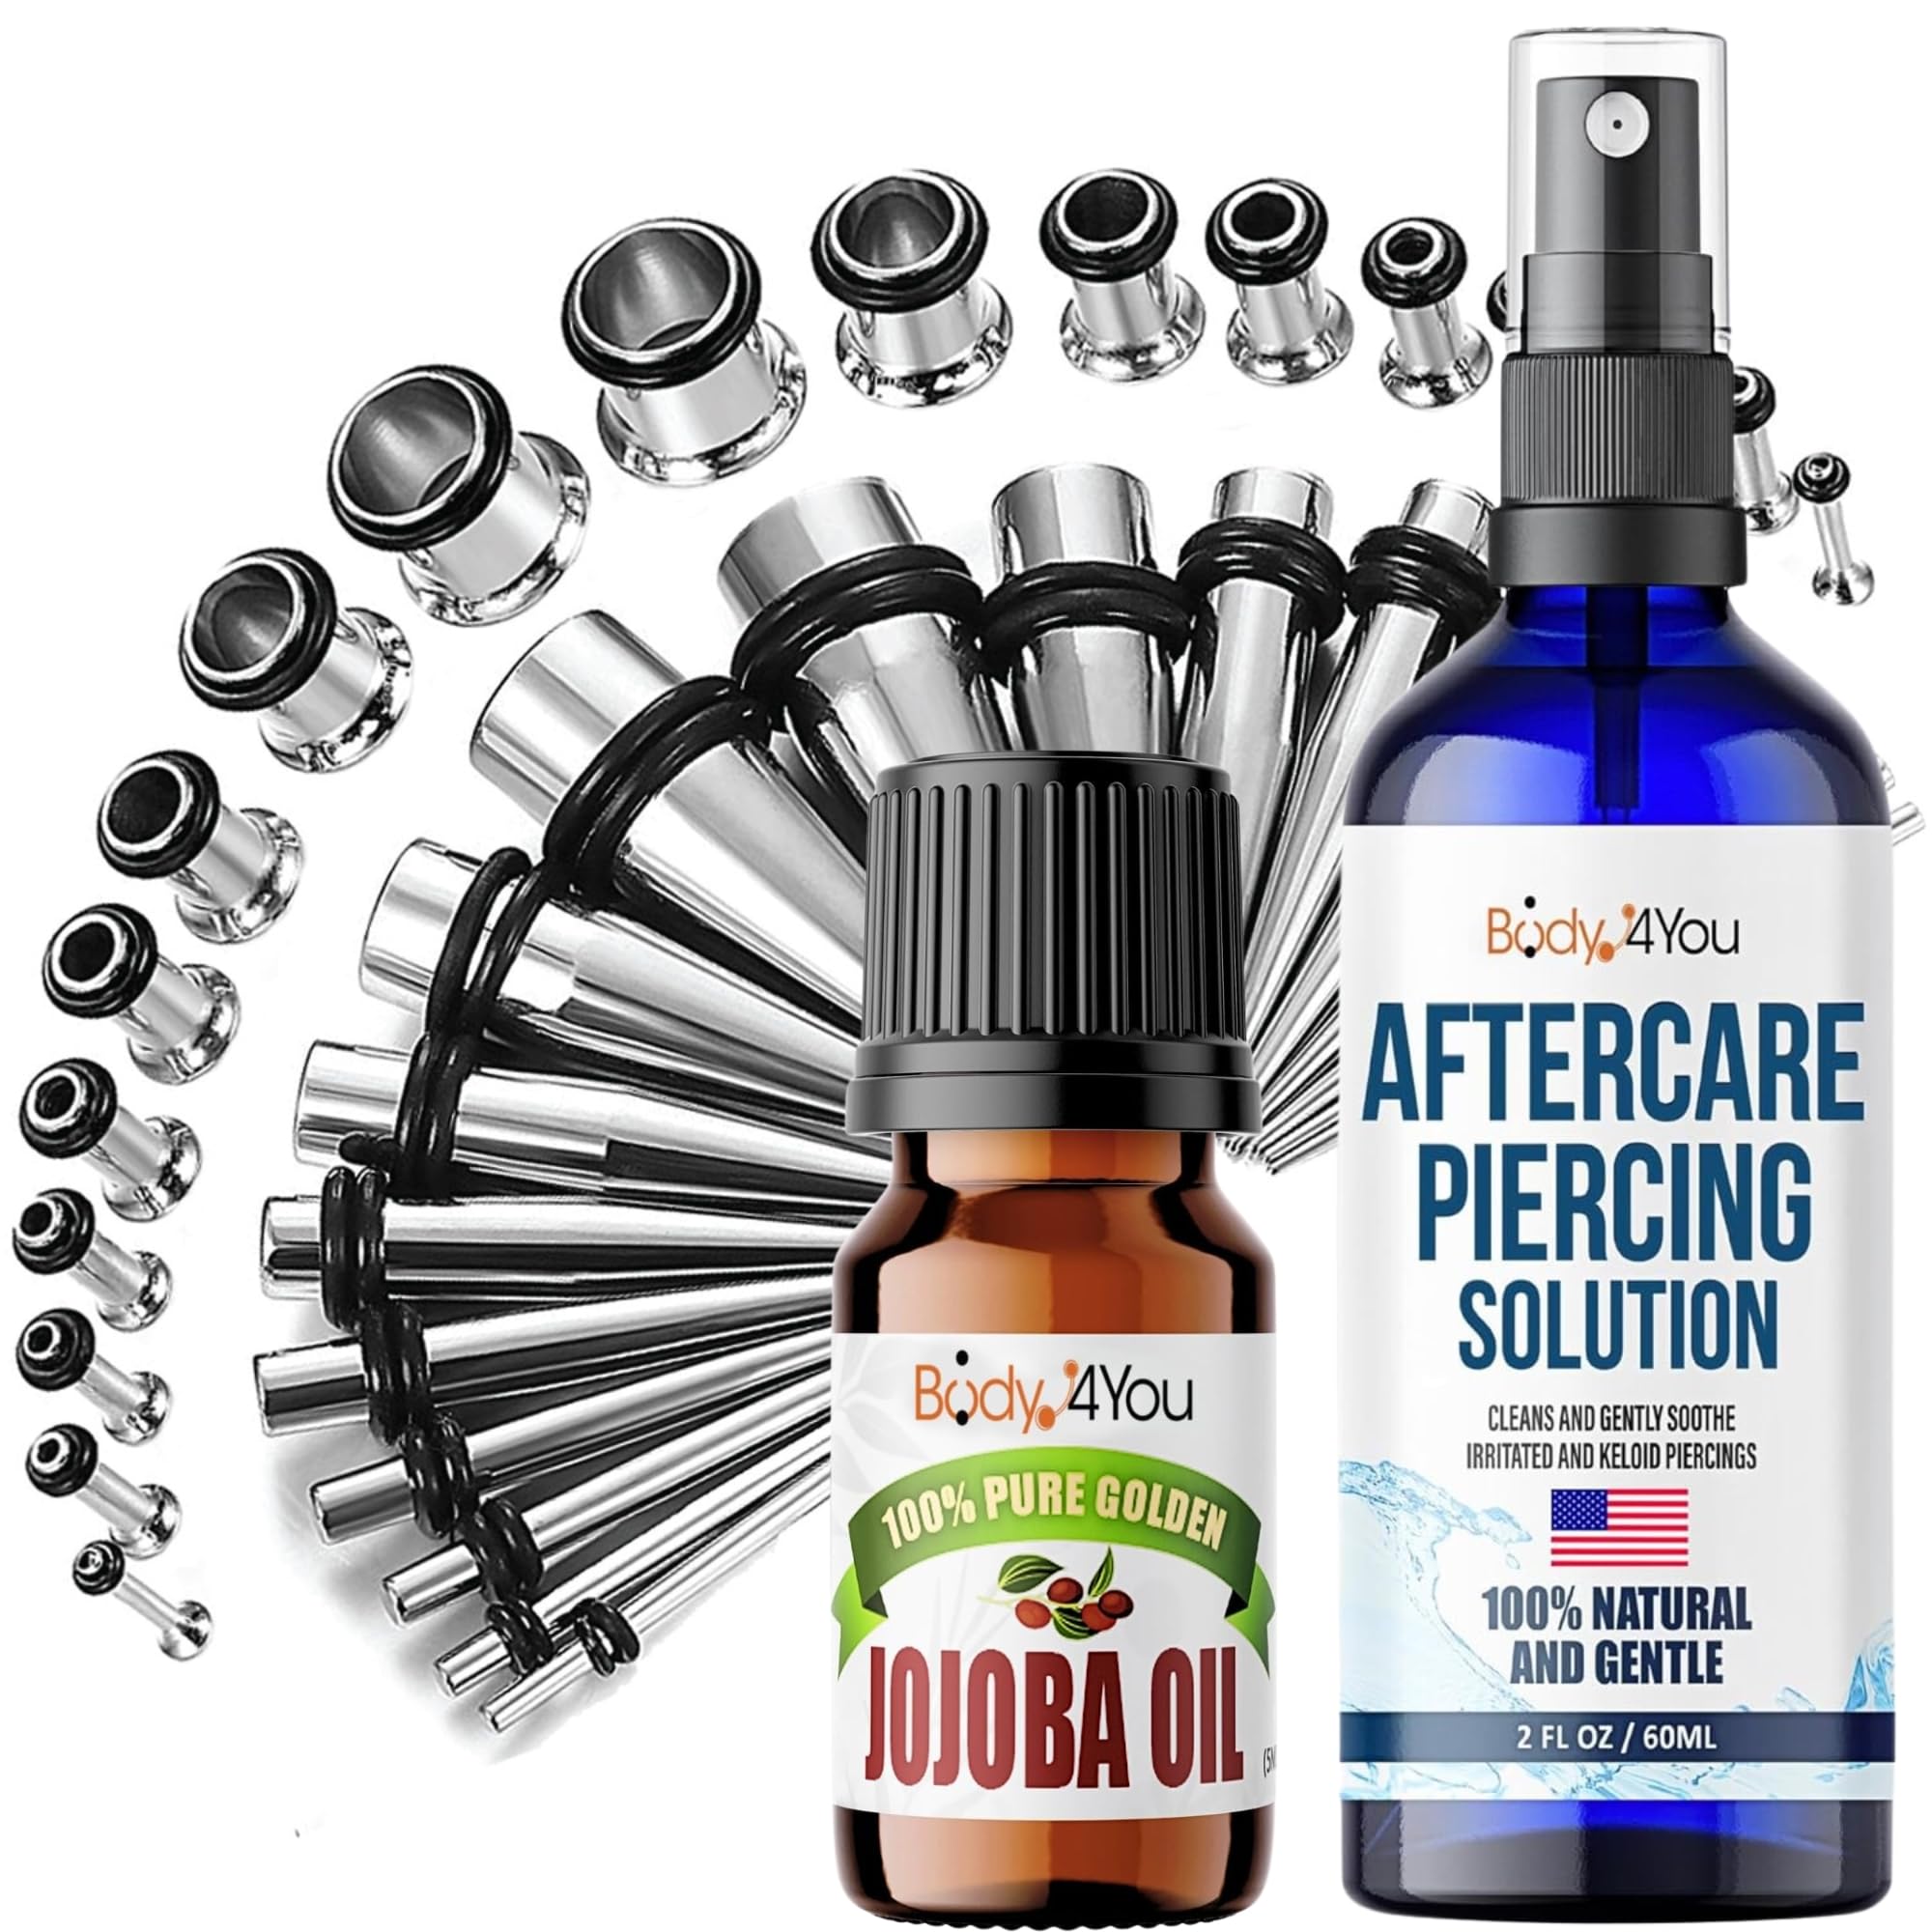 Body4You
AFTERCARE
PIERCING
SOLUTION
CLEANS AND GENTLY SOOTHE
IRRITATED AND KELOID PIERCINGS
100% NATURAL
AND GENTLE
2 FL OZ / 60ML
Body4You
100% PURE GOLDEN
JOJOBA OIL